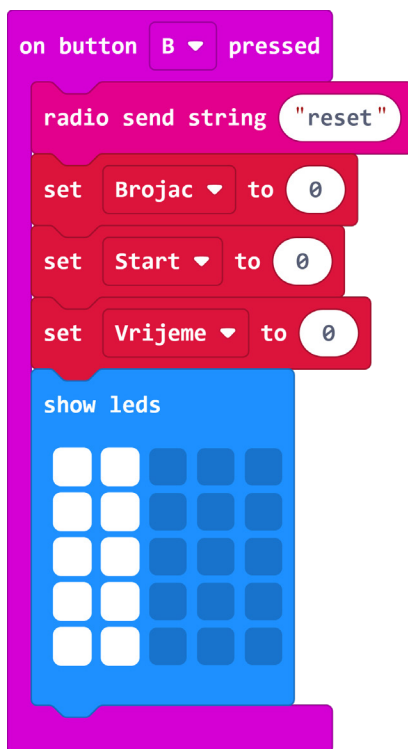 on button B pressed
radio send string "reset"
set Brojac to 0
set Start to 0
set Vrijeme to 0
show leds